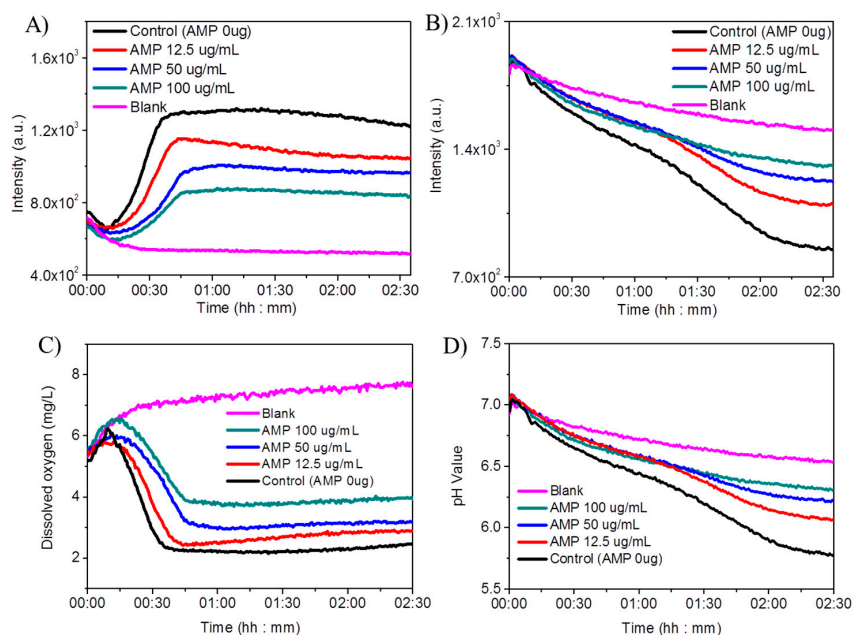 A)
Control (AMP 0ug)
AMP 12.5 ug/mL
AMP 50 ug/mL
AMP 100 ug/mL
Blank
1.6x10³
1.2x10³
8.0x10²
4.0x10²
Intensity (a.u.)
00:00 00:30 01:00 01:30 02:00 02:30
Time (hh : mm)
B)
Control (AMP 0ug)
AMP 12.5 ug/mL
AMP 50 ug/mL
AMP 100 ug/mL
Blank
2.1x10³
1.4x10³
7.0x10²
Intensity (a.u.)
00:00 00:30 01:00 01:30 02:00 02:30
Time (hh : mm)
C)
8
6
4
2
Dissolved oxygen (mg/L)
Blank
AMP 100 ug/mL
AMP 50 ug/mL
AMP 12.5 ug/mL
Control (AMP 0ug)
00:00 00:30 01:00 01:30 02:00 02:30
Time (hh : mm)
D)
7.5
7.0
6.5
6.0
5.5
pH Value
Blank
AMP 100 ug/mL
AMP 50 ug/mL
AMP 12.5 ug/mL
Control (AMP 0ug)
00:00 00:30 01:00 01:30 02:00 02:30
Time (hh : mm)